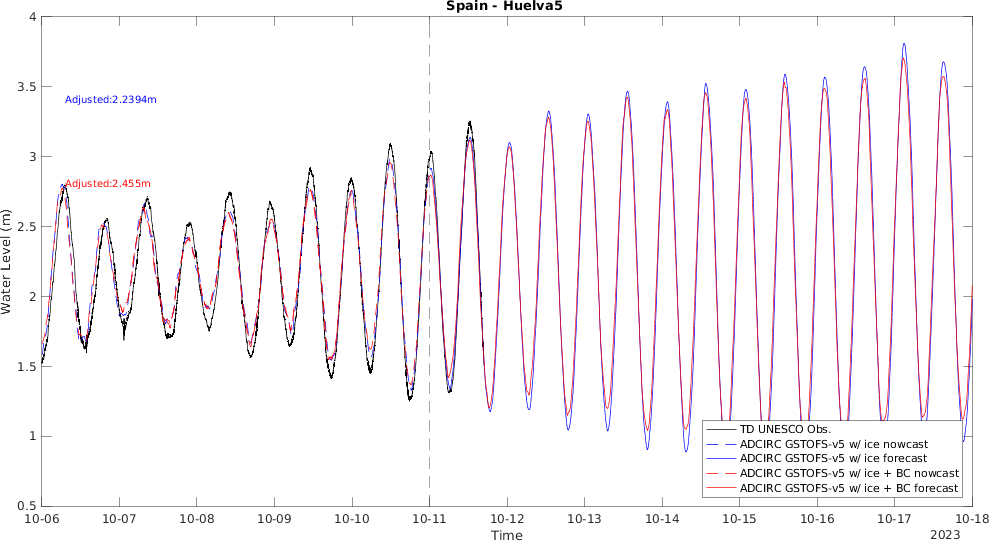 Spain - Huelva5
4
3.5
3
2.5
2
1.5
1
0.5
Water Level (m)
Adjusted:2.2394m
Adjusted:2.455m
TD UNESCO Obs.
ADCIRC GSTOFS-v5 w/ ice nowcast
ADCIRC GSTOFS-v5 w/ ice forecast
ADCIRC GSTOFS-v5 w/ ice + BC nowcast
ADCIRC GSTOFS-v5 w/ ice + BC forecast
10-06 10-07 10-08 10-09 10-10 10-11 10-12 10-13 10-14 10-15 10-16 10-17 10-18
Time
2023